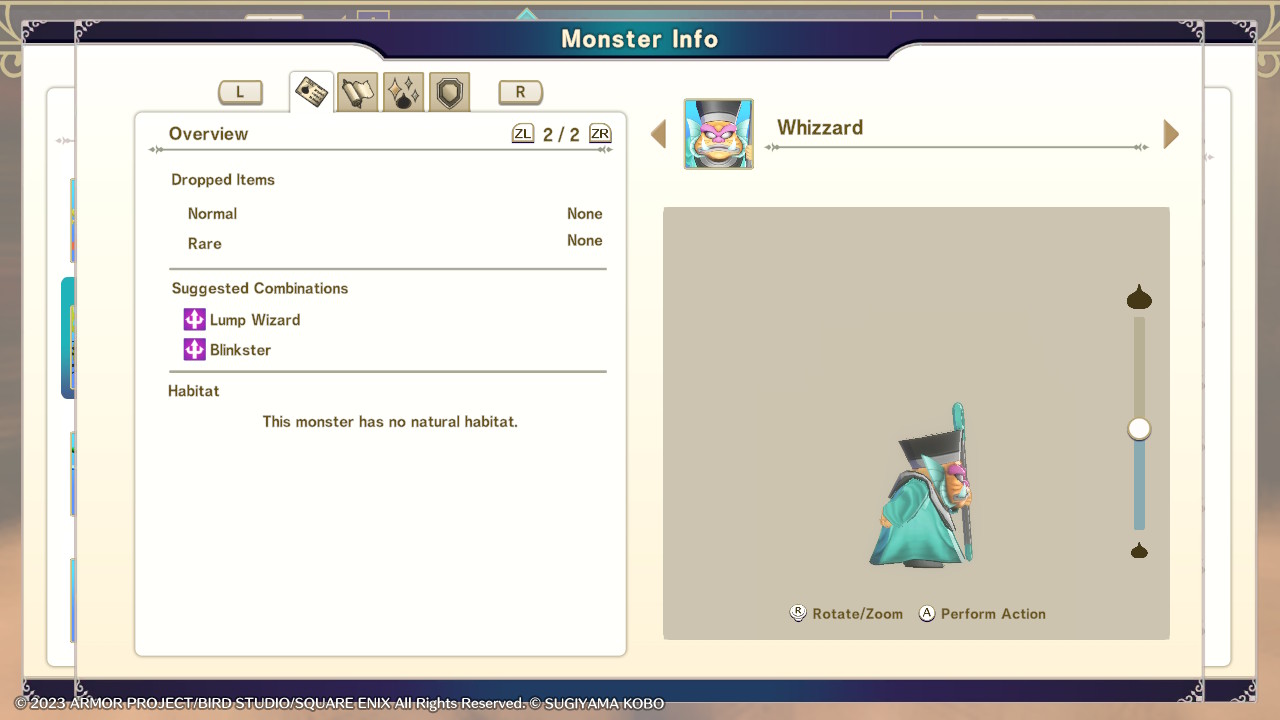 Monster Info
L
R
Overview
ZL 2 / 2 ZR
Dropped Items
Normal None
Rare None
Suggested Combinations
Lump Wizard
Blinkster
Habitat
This monster has no natural habitat.
Whizzard
R Rotate/Zoom A Perform Action
© 2023 ARMOR PROJECT/BIRD STUDIO/SQUARE ENIX All Rights Reserved. © SUGIYAMA KOBO